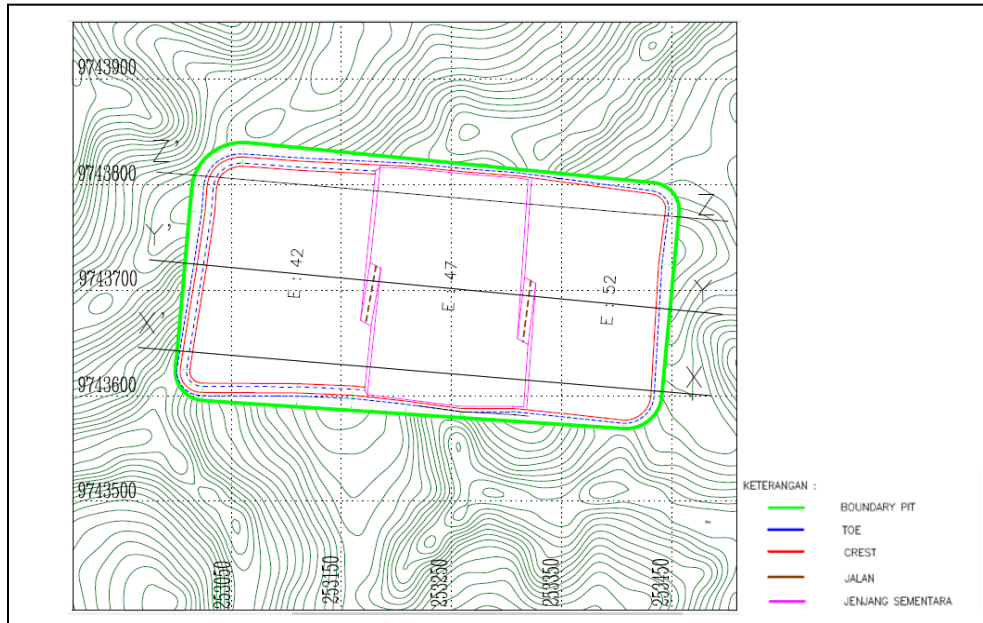 9743900
Z'
9743800
Z
Y'
E : 42
E : 47
E : 52
9743700
Y
X'
9743600
X
9743500
253050
253150
253250
253350
253450
KETERANGAN :
BOUNDARY PIT
TOE
CREST
JALAN
JENJANG SEMENTARA